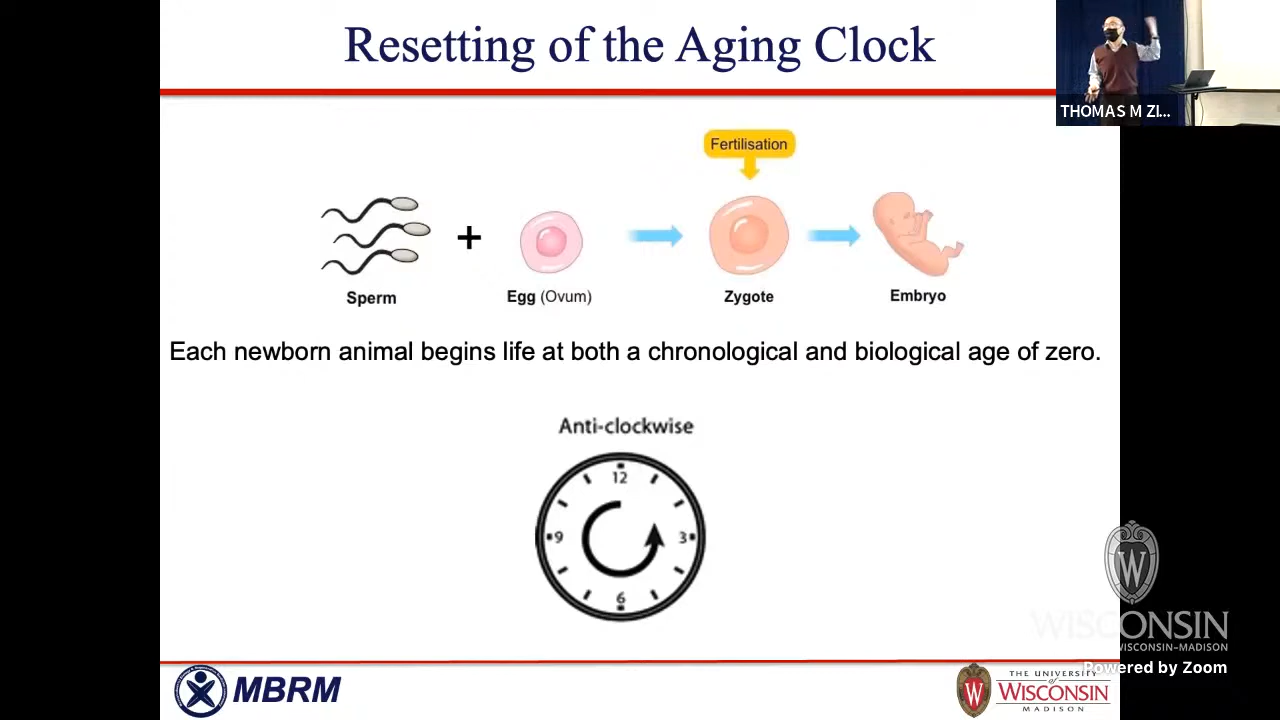 Resetting of the Aging Clock
THOMAS M ZI...
Fertilisation
+
Sperm
Egg (Ovum)
Zygote
Embryo
Each newborn animal begins life at both a chronological and biological age of zero.
Anti-clockwise
12
9
3
6
W
WISCONSIN
WISCONSIN-MADISON
Powered by Zoom
MBRM
W
THE UNIVERSITY
of
WISCONSIN
MADISON